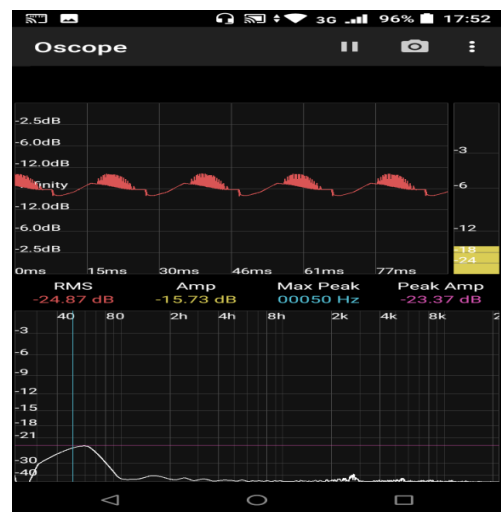 3G 96% 17:52
Oscope
-2.5dB
-6.0dB
-12.0dB
-3
nfinity
-6
-12.0dB
-6.0dB
-12
-2.5dB
-18
-24
0ms 15ms 30ms 46ms 61ms 77ms
RMS Amp Max Peak Peak Amp
-24.87 dB -15.73 dB 00050 Hz -23.37 dB
40 80 2h 4h 8h 2k 4k 8k 2
-3
-6
-9
-12
-15
-18
-21
-30
-40